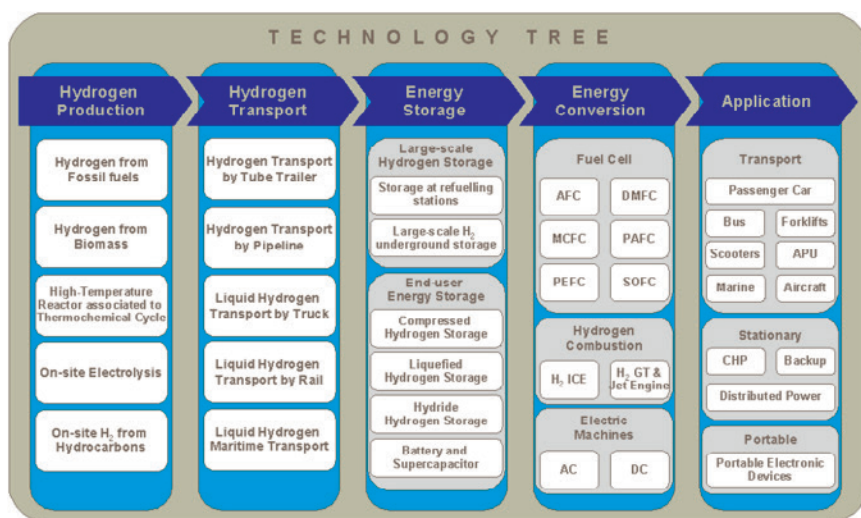 TECHNOLOGY TREE
Hydrogen
Production
Hydrogen from
Fossil fuels
Hydrogen from
Biomass
High-Temperature
Reactor associated to
Thermochemical Cycle
On-site Electrolysis
On-site H₂ from
Hydrocarbons
Hydrogen
Transport
Hydrogen Transport
by Tube Trailer
Hydrogen Transport
by Pipeline
Liquid Hydrogen
Transport by Truck
Liquid Hydrogen
Transport by Rail
Liquid Hydrogen
Maritime Transport
Energy
Storage
Large-scale
Hydrogen Storage
Storage at refuelling
stations
Large-scale H₂
underground storage
End-user
Energy Storage
Compressed
Hydrogen Storage
Liquefied
Hydrogen Storage
Hydride
Hydrogen Storage
Battery and
Supercapacitor
Energy
Conversion
Fuel Cell
AFC DMFC
MCFC PAFC
PEFC SOFC
Hydrogen
Combustion
H₂ ICE
H₂ GT &
Jet Engine
Electric
Machines
AC DC
Application
Transport
Passenger Car
Bus Forklifts
Scooters APU
Marine Aircraft
Stationary
CHP Backup
Distributed Power
Portable
Portable Electronic
Devices